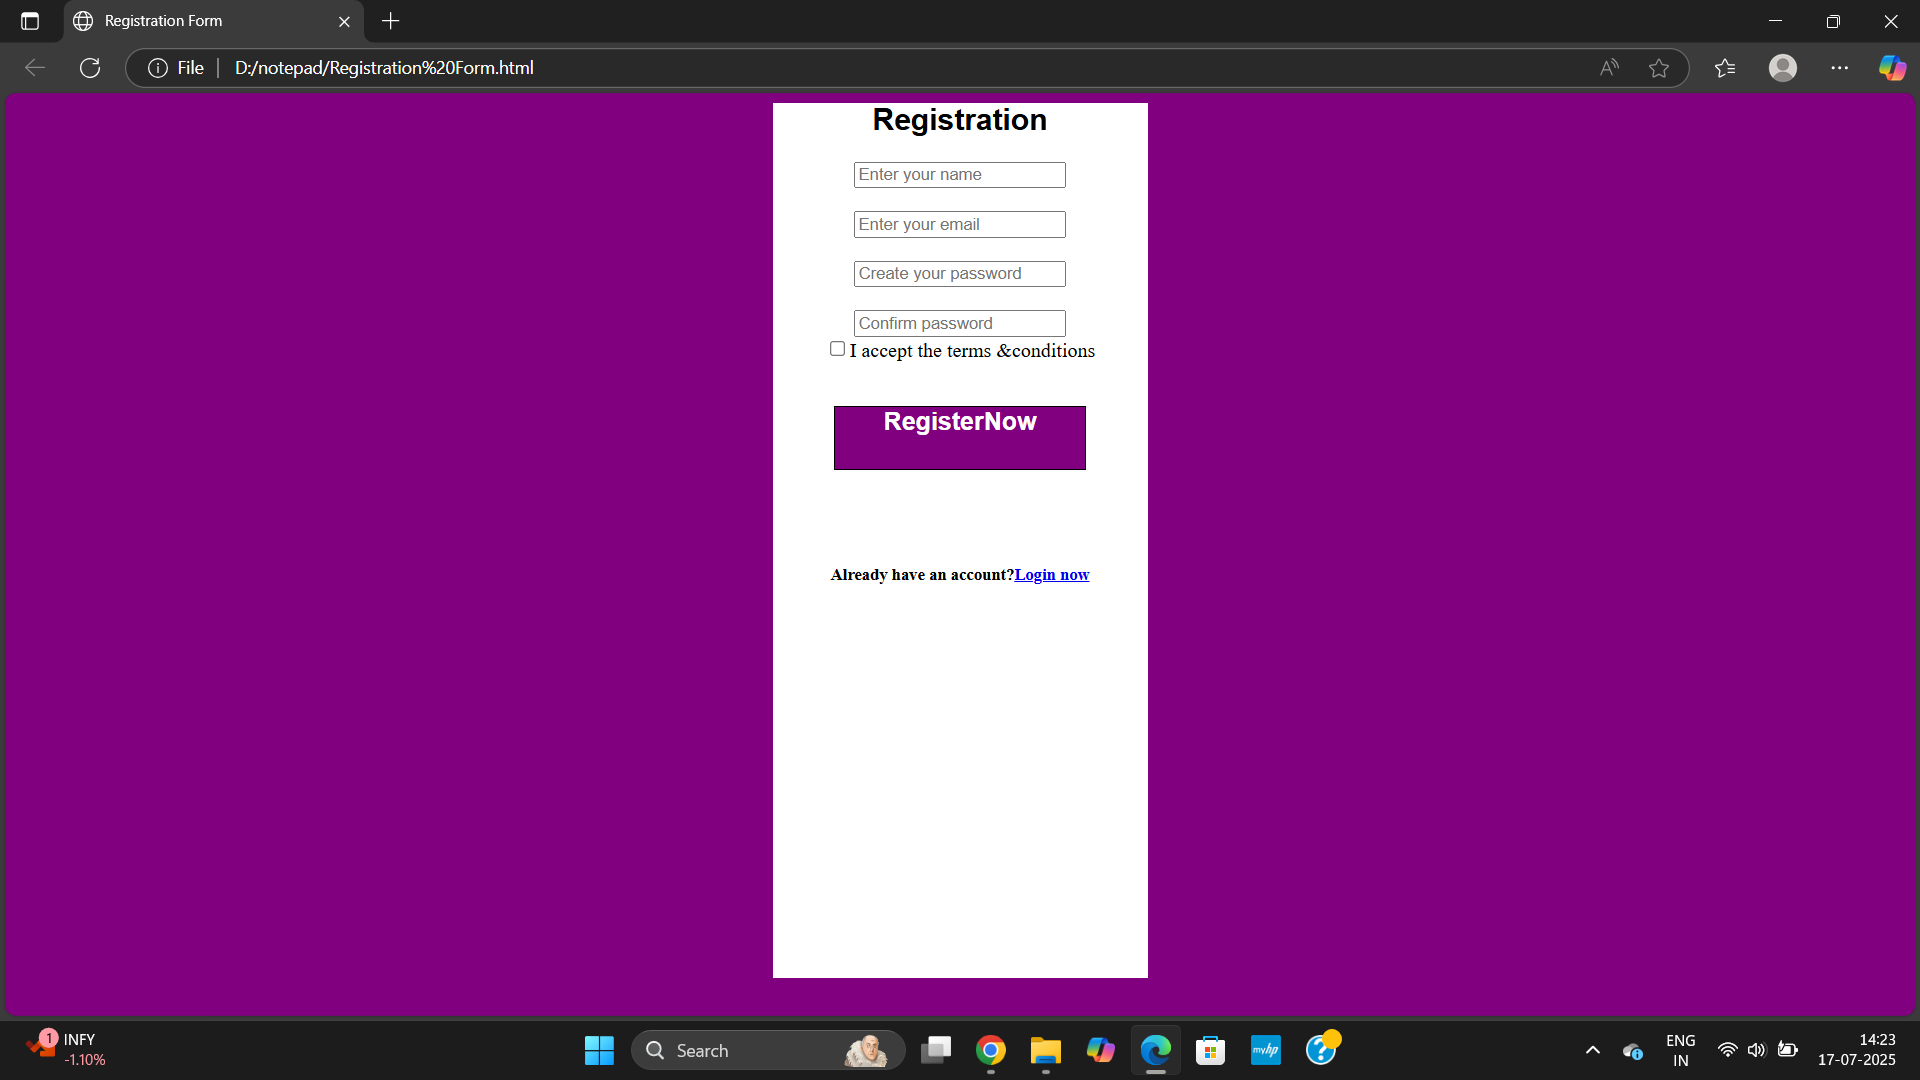 Registration Form
File
D:/notepad/Registration%20Form.html
Registration
Enter your name
Enter your email
Create your password
Confirm password
I accept the terms &conditions
RegisterNow
Already have an account?Login now
1
INFY
-1.10%
Search
myhp
ENG
IN
14:23
17-07-2025